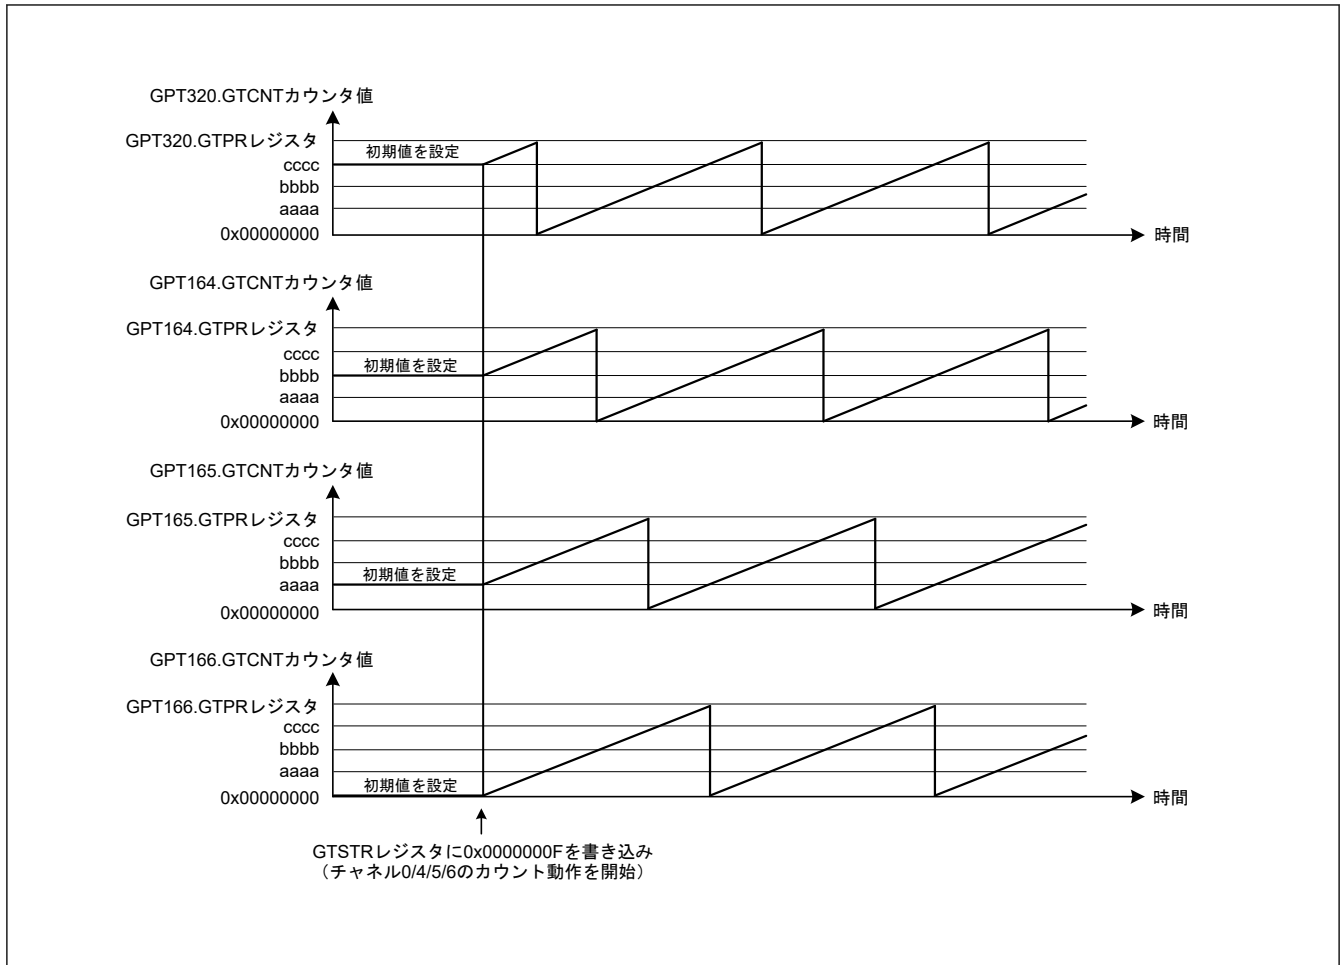 GPT320.GTCNTカウンタ値
GPT320.GTPRレジスタ
初期値を設定
cccc
bbbb
aaaa
0x00000000
時間
GPT164.GTCNTカウンタ値
GPT164.GTPRレジスタ
cccc
初期値を設定
bbbb
aaaa
0x00000000
時間
GPT165.GTCNTカウンタ値
GPT165.GTPRレジスタ
cccc
bbbb
初期値を設定
aaaa
0x00000000
時間
GPT166.GTCNTカウンタ値
GPT166.GTPRレジスタ
cccc
bbbb
aaaa
初期値を設定
0x00000000
時間
GTSTRレジスタに0x0000000Fを書き込み
（チャネル0/4/5/6のカウント動作を開始）